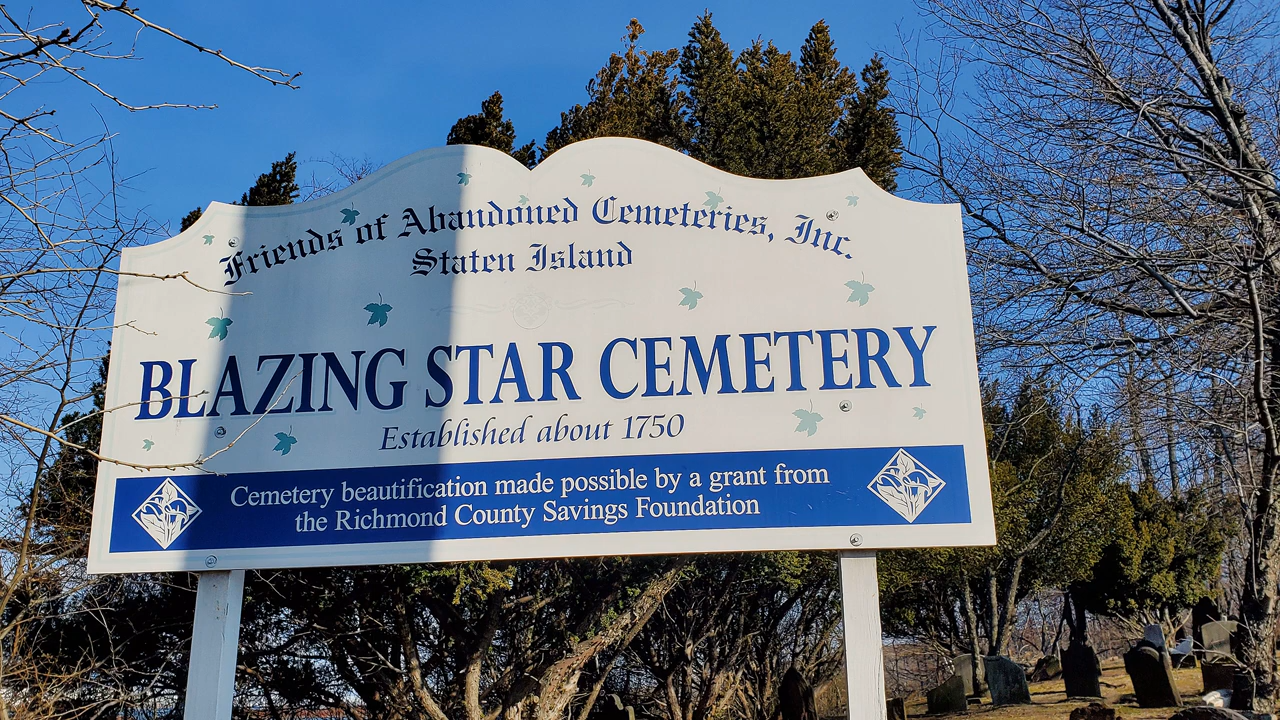 Friends of Abandoned Cemeteries, Inc.
Staten Island
BLAZING STAR CEMETERY
Established about 1750
Cemetery beautification made possible by a grant from
the Richmond County Savings Foundation